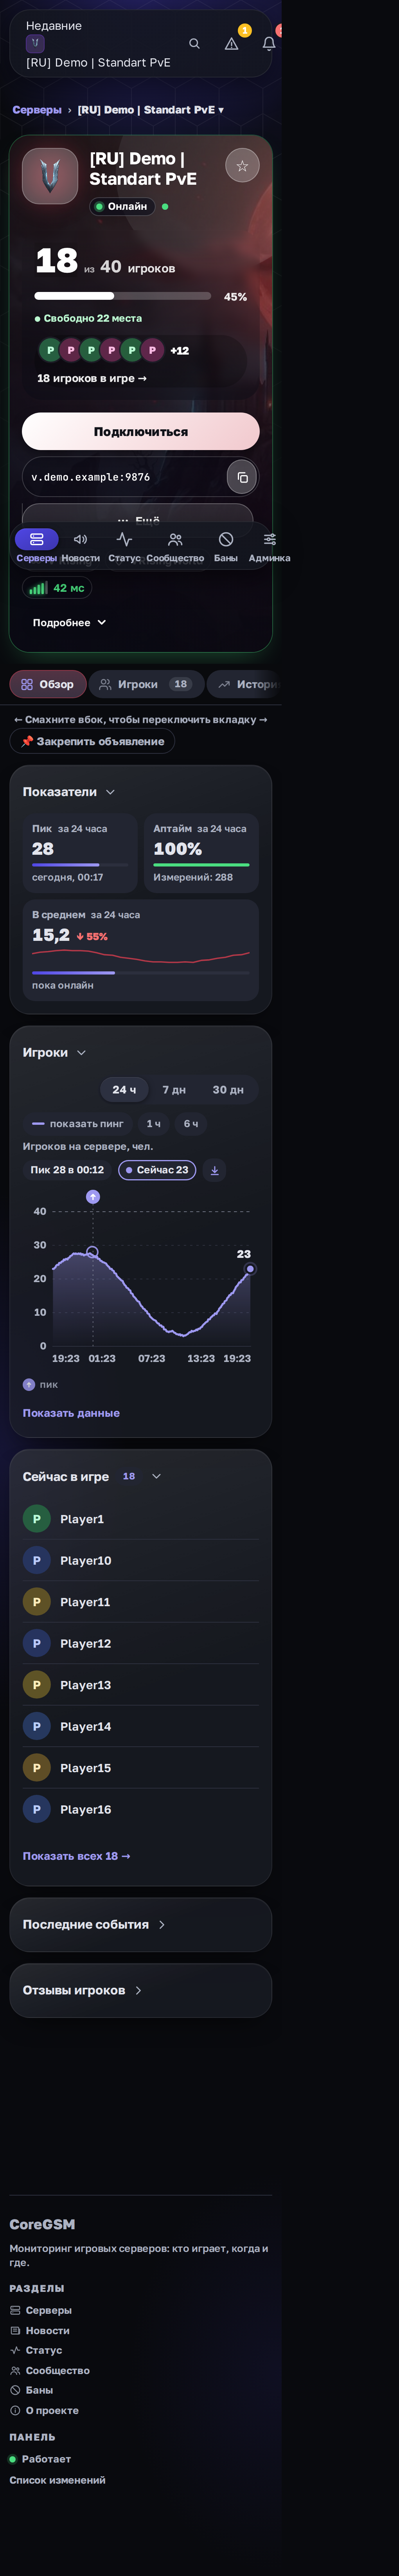 Недавние
[RU] Demo | Standart PvE
1
Серверы › [RU] Demo | Standart PvE ▾
[RU] Demo |
Standart PvE
Онлайн
18 из 40 игроков
45%
Свободно 22 места
P P P P P P +12
18 игроков в игре →
Подключиться
v.demo.example:9876
... Ещё
Серверы Новости Статус Сообщество Баны Админка
42 мс
Подробнее
Обзор Игроки 18
← Смахните вбок, чтобы переключить вкладку →
📌 Закрепить объявление
Показатели
Пик за 24 часа
28
сегодня, 00:17
Аптайм за 24 часа
100%
Измерений: 288
В среднем за 24 часа
15,2 ↓ 55%
пока онлайн
Игроки
24 ч 7 дн 30 дн
показать пинг 1 ч 6 ч
Игроков на сервере, чел.
Пик 28 в 00:12 Сейчас 23
40
30
23
20
10
0
19:23 01:23 07:23 13:23 19:23
пик
Показать данные
Сейчас в игре 18
P Player1
P Player10
P Player11
P Player12
P Player13
P Player14
P Player15
P Player16
Показать всех 18 →
Последние события
Отзывы игроков
CoreGSM
Мониторинг игровых серверов: кто играет, когда и
где.
РАЗДЕЛЫ
Серверы
Новости
Статус
Сообщество
Баны
О проекте
ПАНЕЛЬ
Работает
Список изменений